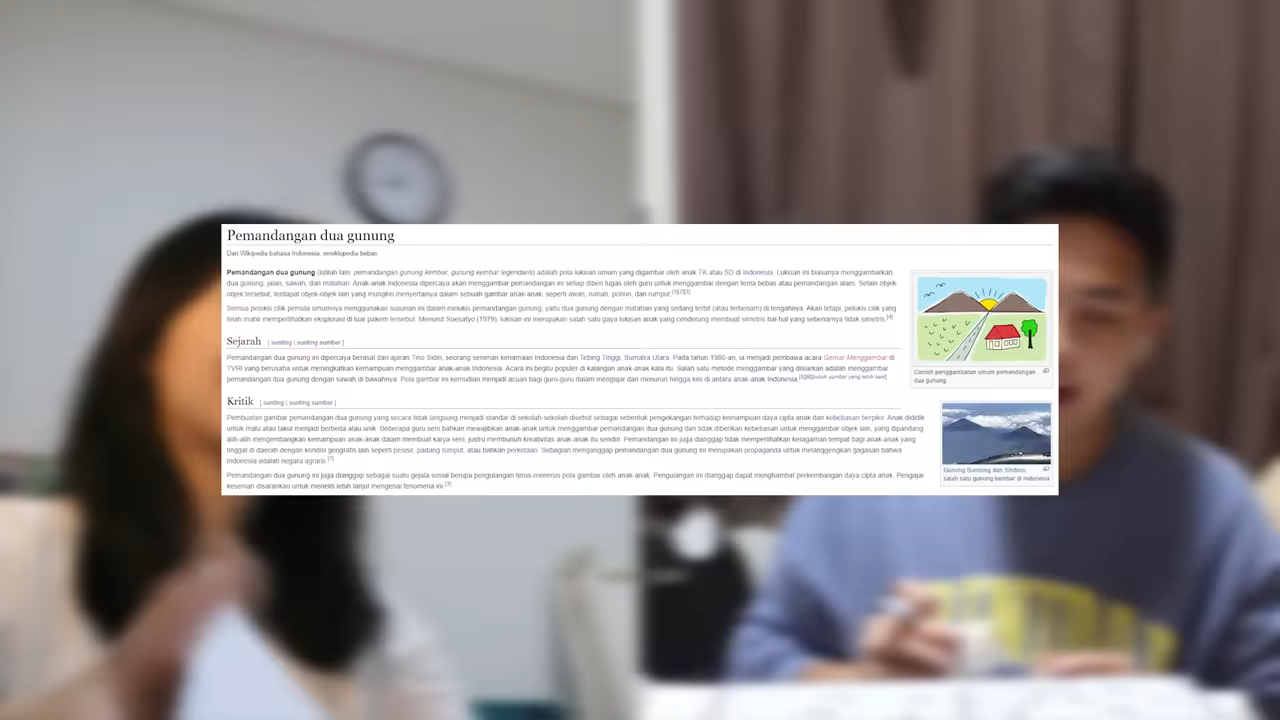 Pemandangan dua gunung
Dari Wikipedia bahasa Indonesia, ensiklopedia bebas
Pemandangan dua gunung (istilah lain pemandangan gunung kembar, gunung kembar legendaris) adalah pola lukisan umum yang digambar oleh anak TK atau SD di Indonesia. Lukisan ini biasanya menggambarkan
dua gunung, jalan, sawah, dan matahari. Anak-anak Indonesia dipercaya akan menggambar pemandangan ini setiap diberi tugas oleh guru untuk menggambar dengan tema bebas atau pemandangan alam. Selain objek-
objek tersebut, terdapat objek-objek lain yang mungkin menyertainya dalam sebuah gambar anak-anak, seperti awan, rumah, pohon, dan rumput.[1][2][3]
Semua pelukis cilik pemula umumnya menggunakan susunan ini dalam melukis pemandangan gunung, yaitu dua gunung dengan matahari yang sedang terbit (atau terbenam) di tengahnya. Akan tetapi, pelukis cilik yang
telah mahir memperlihatkan eksplorasi di luar pakem tersebut. Menurut Soesatyo (1979), lukisan ini merupakan salah satu gaya lukisan anak yang cenderung membuat simetris hal-hal yang sebenarnya tidak simetris.[4]
Contoh penggambaran umum pemandangan
dua gunung.
Sejarah [ sunting | sunting sumber ]
Pemandangan dua gunung ini dipercaya berasal dari ajaran Tino Sidin, seorang seniman kenamaan Indonesia dari Tebing Tinggi, Sumatra Utara. Pada tahun 1980-an, ia menjadi pembawa acara Gemar Menggambar di
TVRI yang berusaha untuk meningkatkan kemampuan menggambar anak-anak Indonesia. Acara ini begitu populer di kalangan anak-anak kala itu. Salah satu metode menggambar yang disiarkan adalah menggambar
pemandangan dua gunung dengan sawah di bawahnya. Pola gambar ini kemudian menjadi acuan bagi guru-guru dalam mengajar dan menurun hingga kini di antara anak-anak Indonesia.[5][6][butuh sumber yang lebih baik]
Kritik [ sunting | sunting sumber ]
Pembuatan gambar pemandangan dua gunung yang secara tidak langsung menjadi standar di sekolah-sekolah disebut sebagai sebentuk pengekangan terhadap kemampuan daya cipta anak dan kebebasan berpikir. Anak dididik
untuk malu atau takut menjadi berbeda atau unik. Beberapa guru seni bahkan mewajibkan anak-anak untuk menggambar pemandangan dua gunung dan tidak diberikan kebebasan untuk menggambar objek lain, yang dipandang
alih-alih mengembangkan kemampuan anak-anak dalam membuat karya seni, justru membunuh kreativitas anak-anak itu sendiri. Pemandangan ini juga dianggap tidak memperlihatkan keragaman tempat bagi anak-anak yang
tinggal di daerah dengan kondisi geografis lain seperti pesisir, padang rumput, atau bahkan perkotaan. Sebagian menganggap pemandangan dua gunung ini merupakan propaganda untuk melanggengkan gagasan bahwa
Indonesia adalah negara agraris.[7]
Pemandangan dua gunung ini juga dianggap sebagai suatu gejala sosial berupa pengulangan terus-menerus pola gambar oleh anak-anak. Pengulangan ini dianggap dapat menghambat perkembangan daya cipta anak. Pengajar
kesenian disarankan untuk meneliti lebih lanjut mengenai fenomena ini.[3]
Gunung Sumbing dan Sindoro,
salah satu gunung kembar di Indonesia